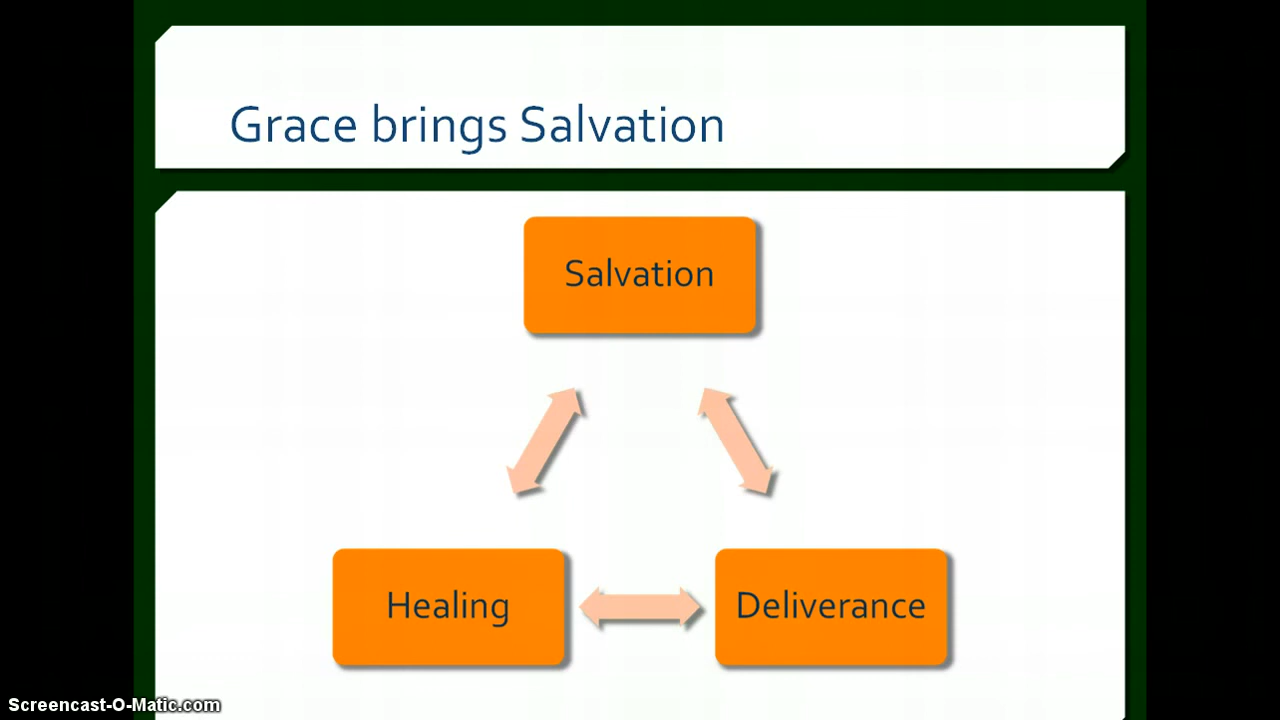 Grace brings Salvation
Salvation
Healing
Deliverance
Screencast-O-Matic.com